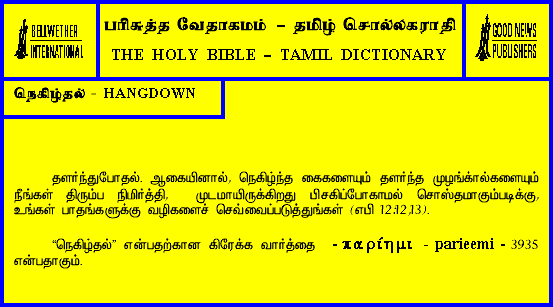 BELLWETHER
INTERNATIONAL
பரிசுத்த வேதாகமம் – தமிழ் சொல்லகராதி
THE HOLY BIBLE – TAMIL DICTIONARY
GOOD NEWS
PUBLISHERS
நெகிழ்தல் - HANGDOWN
தளர்ந்துபோதல். ஆகையினால், நெகிழ்ந்த கைகளையும் தளர்ந்த முழங்கால்களையும்
நீங்கள் திரும்ப நிமிர்த்தி, முடமாயிருக்கிறது பிசகிப்போகாமல் சொஸ்தமாகும்படிக்கு,
உங்கள் பாதங்களுக்கு வழிகளைச் செவ்வைப்படுத்துங்கள் (எபி 12:12,13).
“நெகிழ்தல்” என்பதற்கான கிரேக்க வார்த்தை - παρίημι - parieemi - 3935
என்பதாகும்.